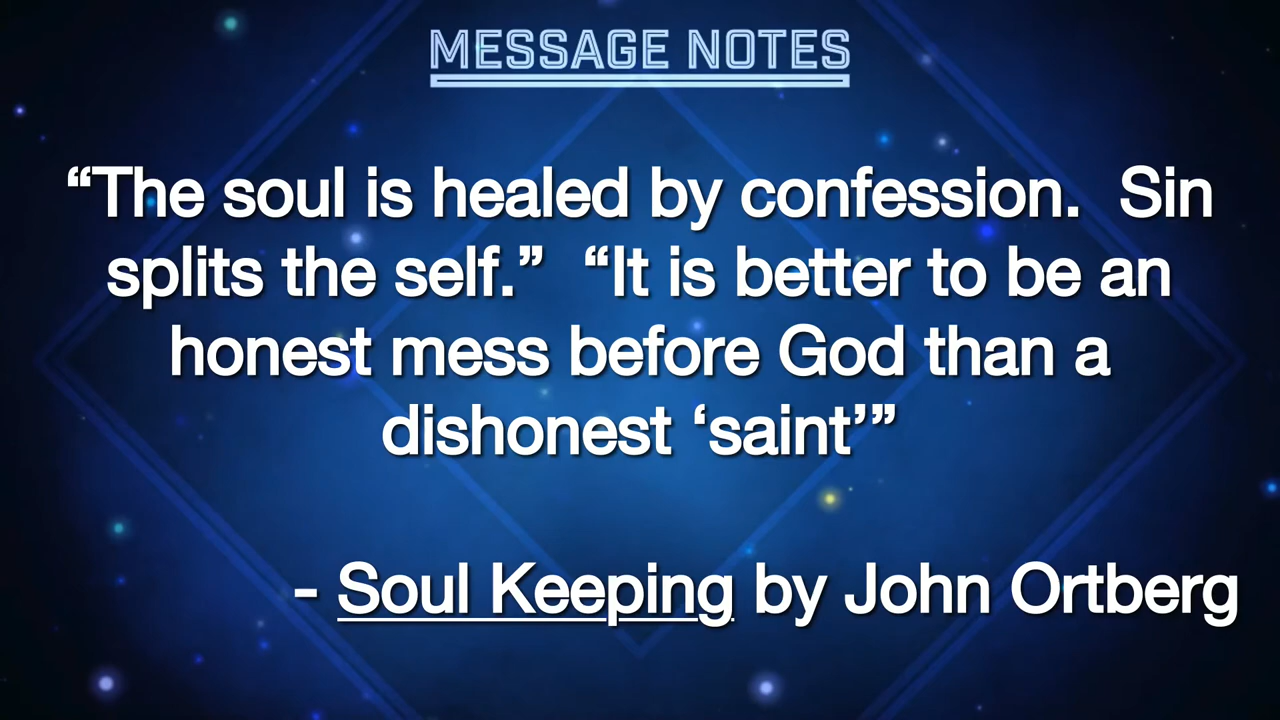 MESSAGE NOTES
“The soul is healed by confession.  Sin
splits the self.”  “It is better to be an
honest mess before God than a
dishonest ‘saint’”
- Soul Keeping by John Ortberg